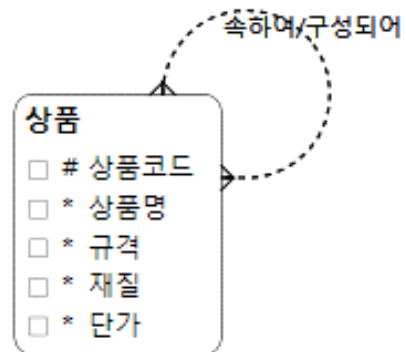 속하여/구성되어
상품
# 상품코드
* 상품명
* 규격
* 재질
* 단가